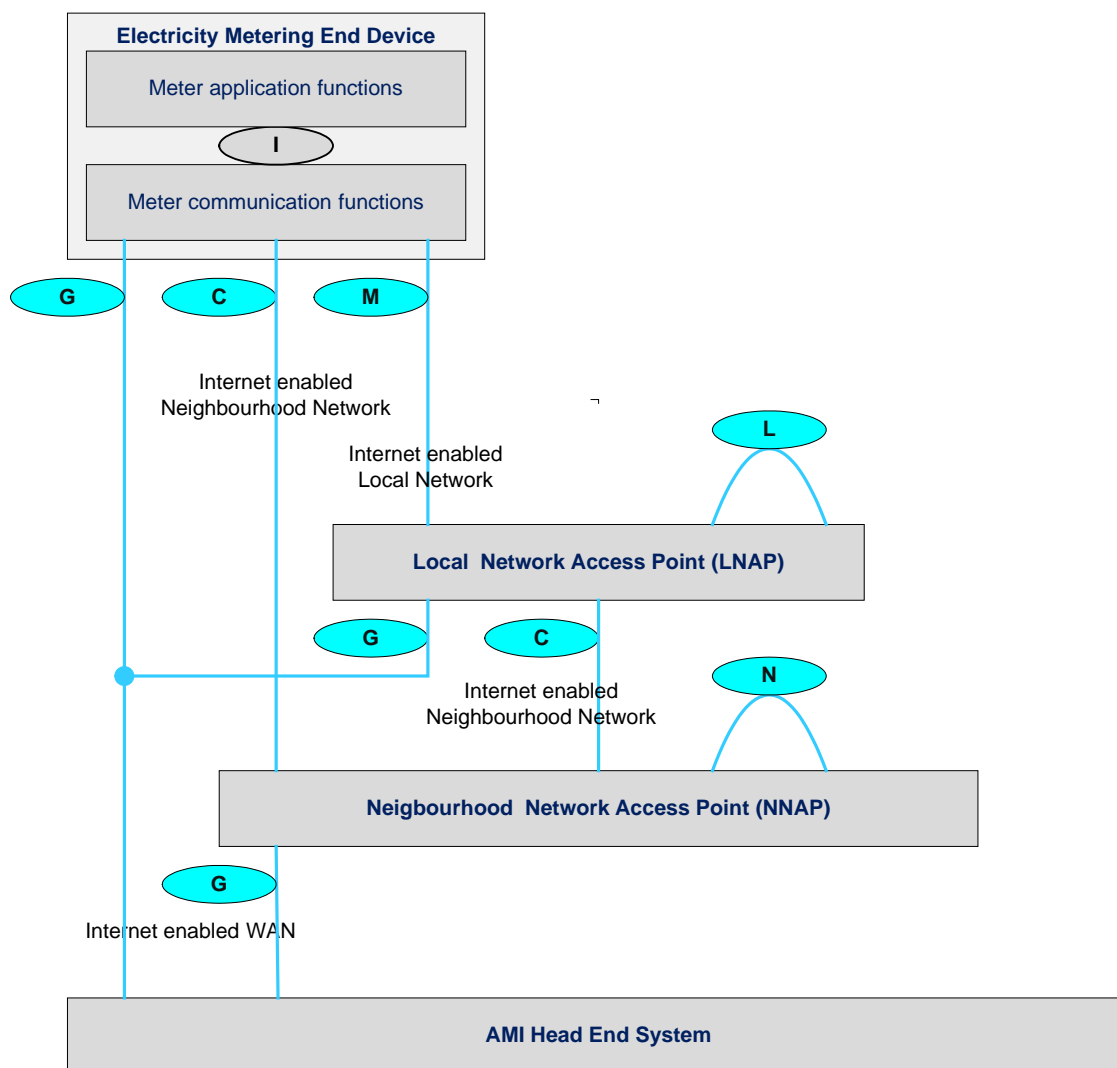 Electricity Metering End Device
Meter application functions
I
Meter communication functions
G
C
M
Internet enabled
Neighbourhood Network
L
Internet enabled
Local Network
Local  Network Access Point (LNAP)
G
C
N
Internet enabled
Neighbourhood Network
Neigbourhood  Network Access Point (NNAP)
G
Internet enabled WAN
AMI Head End System